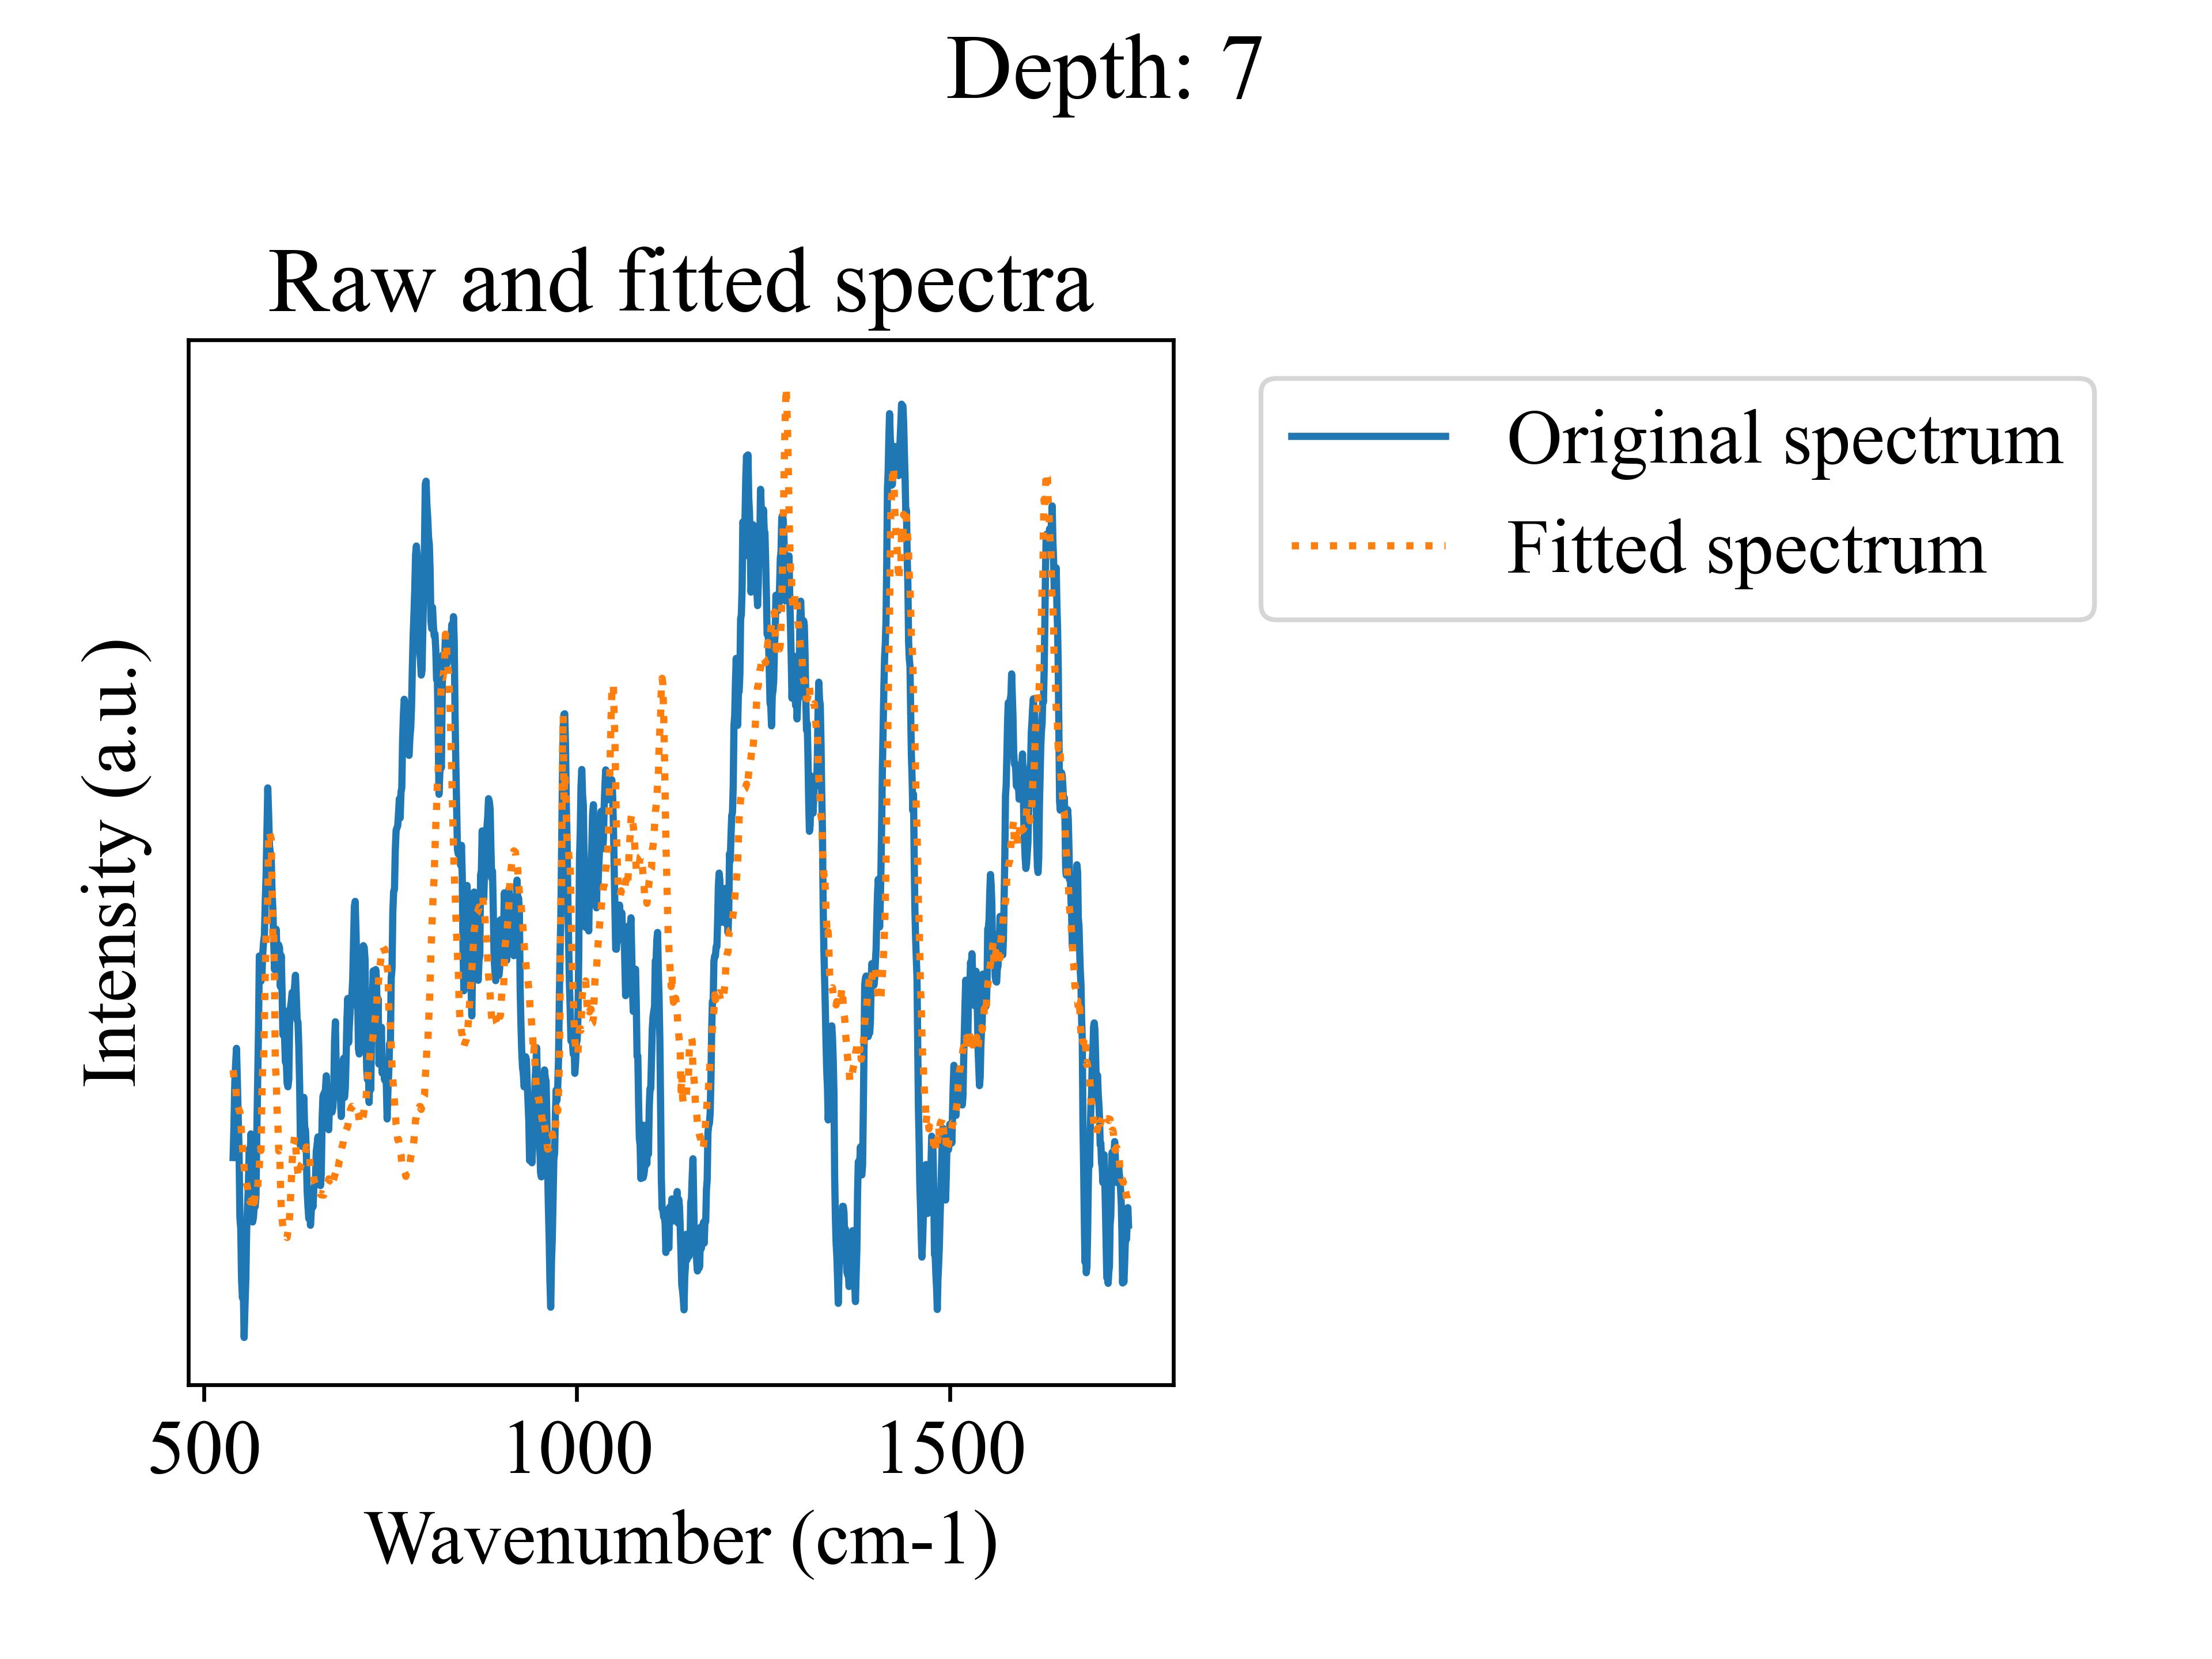 Depth: 7
Raw and fitted spectra
Original spectrum
Fitted spectrum
Intensity (a.u.)
500 1000 1500
Wavenumber (cm-1)